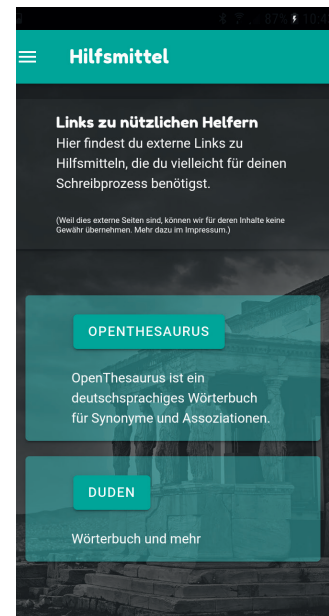 87%
Hilfsmittel
Links zu nützlichen Helfern
Hier findest du externe Links zu
Hilfsmitteln, die du vielleicht für deinen
Schreibprozess benötigst.
(Weil dies externe Seiten sind, können wir für deren Inhalte keine
Gewähr übernehmen. Mehr dazu im Impressum.)
OPENTHESAURUS
OpenThesaurus ist ein
deutschsprachiges Wörterbuch
für Synonyme und Assoziationen.
DUDEN
Wörterbuch und mehr